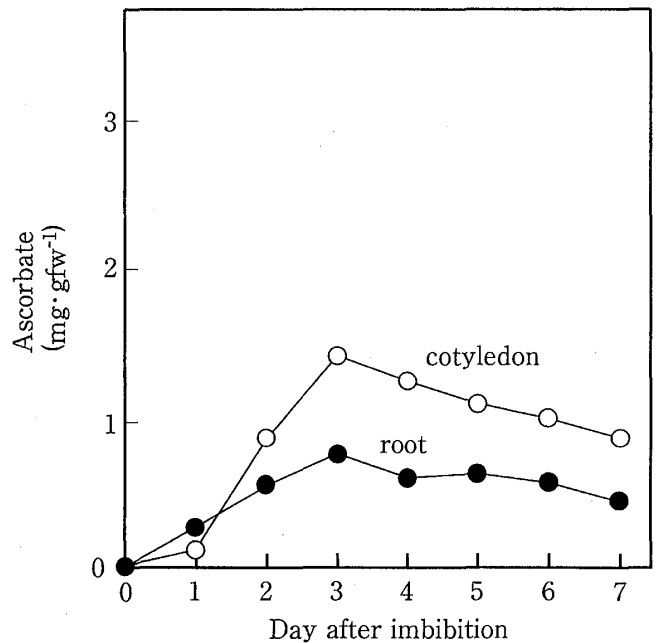 3
2
1
0
Ascorbate
(mg·gfw⁻¹)
cotyledon
root
0 1 2 3 4 5 6 7
Day after imbibition